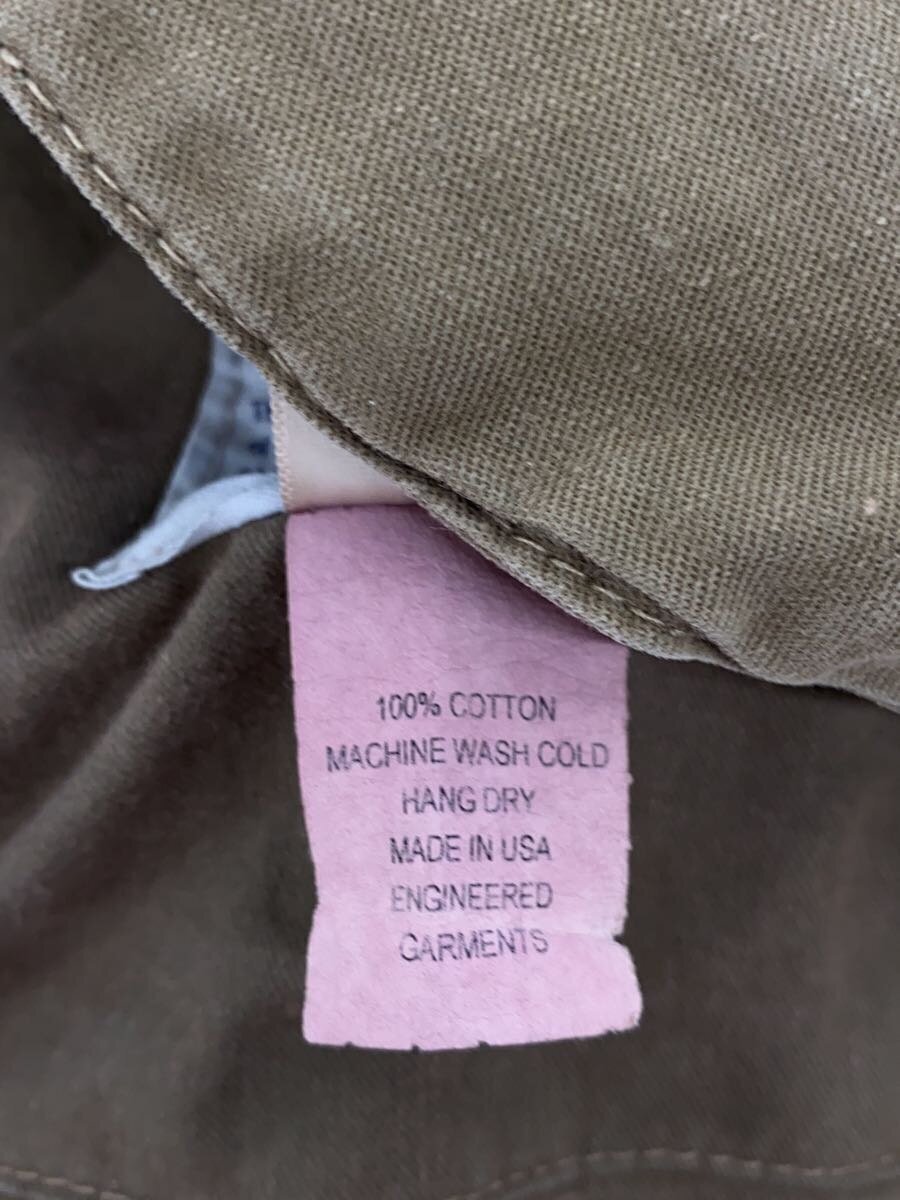 100% COTTON
MACHINE WASH COLD
HANG DRY
MADE IN USA
ENGINEERED
GARMENTS